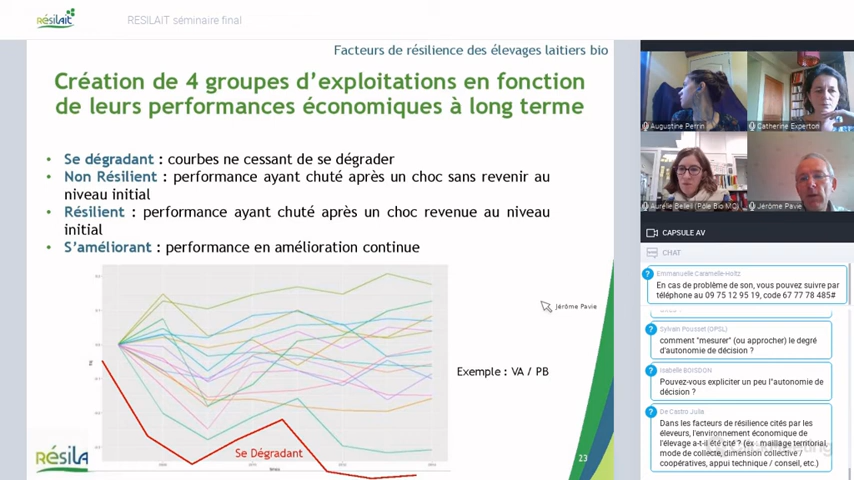 RÉSILAIT séminaire final
Résilait
Facteurs de résilience des élevages laitiers bio
Création de 4 groupes d'exploitations en fonction
de leurs performances économiques à long terme
• Se dégradant : courbes ne cessant de se dégrader
• Non Résilient : performance ayant chuté après un choc sans revenir au
niveau initial
• Résilient : performance ayant chuté après un choc revenue au niveau
initial
• S'améliorant : performance en amélioration continue
Jérôme Pavie
Exemple : VA / PB
Se Dégradant
RÉSILA
23
Augustine Perrin
Catherine Experton
Aurélie Belleil (Pôle Bio MC)
Jérôme Pavie
CAPSULE AV
CHAT
Emmanuelle Caramelle-Holtz
En cas de problème de son, vous pouvez suivre par
téléphone au 09 75 12 95 19, code 67 77 78 485#
Sylvain Pousset (OPSL)
comment "mesurer" (ou approcher) le degré
d'autonomie de décision ?
Isabelle BOISDON
Pouvez-vous expliciter un peu l"autonomie de
décision ?
De Castro Julia
Dans les facteurs de résilience cités par les
éleveurs, l'environnement économique de
l'élevage a-t-il été cité ? (ex : maillage territorial,
mode de collecte, dimension collective /
coopératives, appui technique / conseil, etc.)